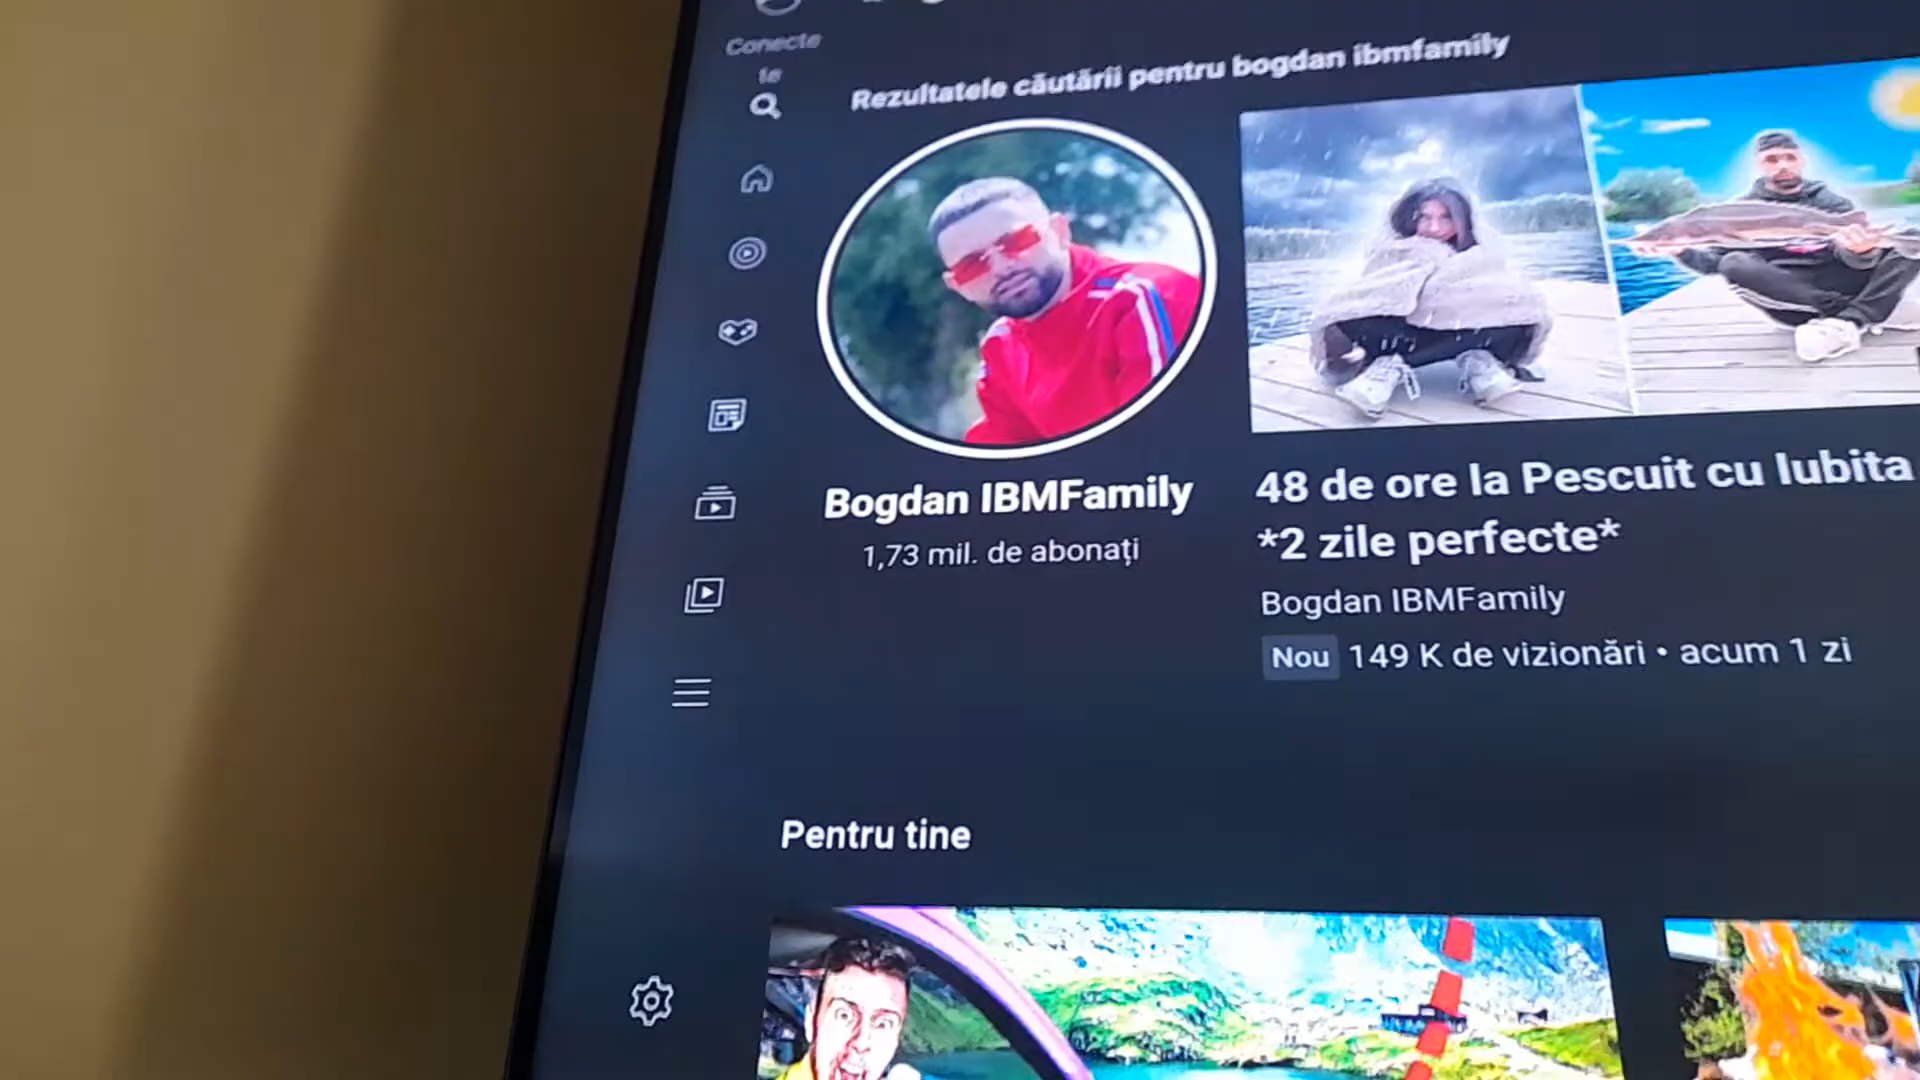 Conecte
te
Rezultatele căutării pentru bogdan ibmfamily
Bogdan IBMFamily
1,73 mil. de abonați
48 de ore la Pescuit cu Iubita
*2 zile perfecte*
Bogdan IBMFamily
Nou 149 K de vizionări • acum 1 zi
Pentru tine